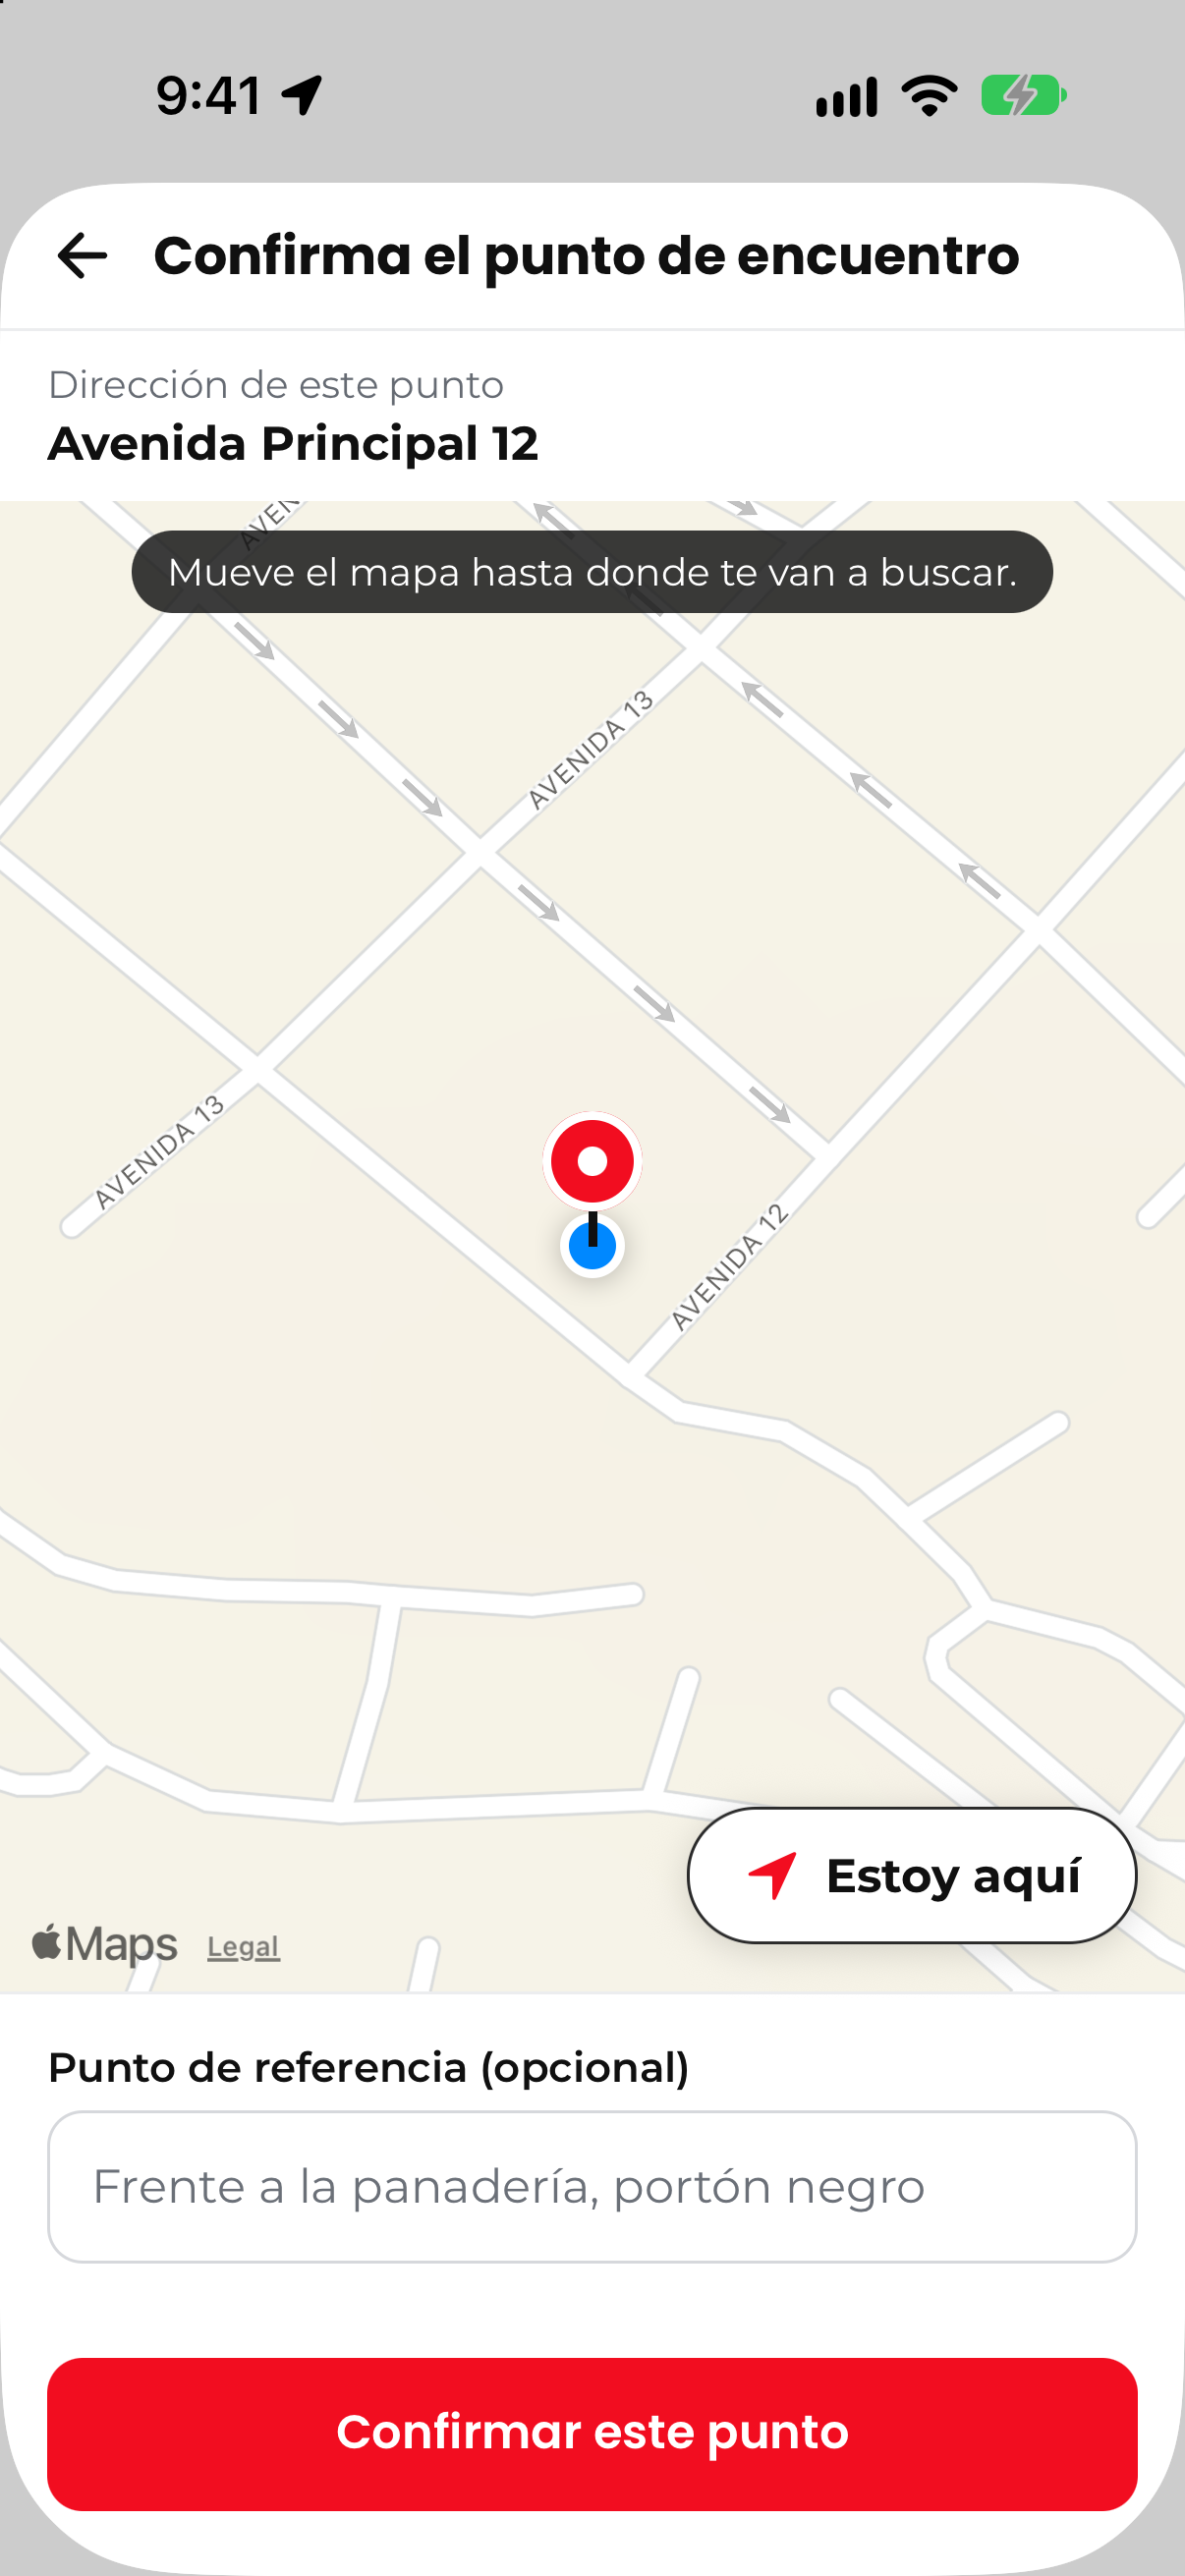 9:41
Confirma el punto de encuentro
Dirección de este punto
Avenida Principal 12
AVEN
Mueve el mapa hasta donde te van a buscar.
AVENIDA 13
AVENIDA 13
AVENIDA 12
Estoy aquí
Maps Legal
Punto de referencia (opcional)
Frente a la panadería, portón negro
Confirmar este punto